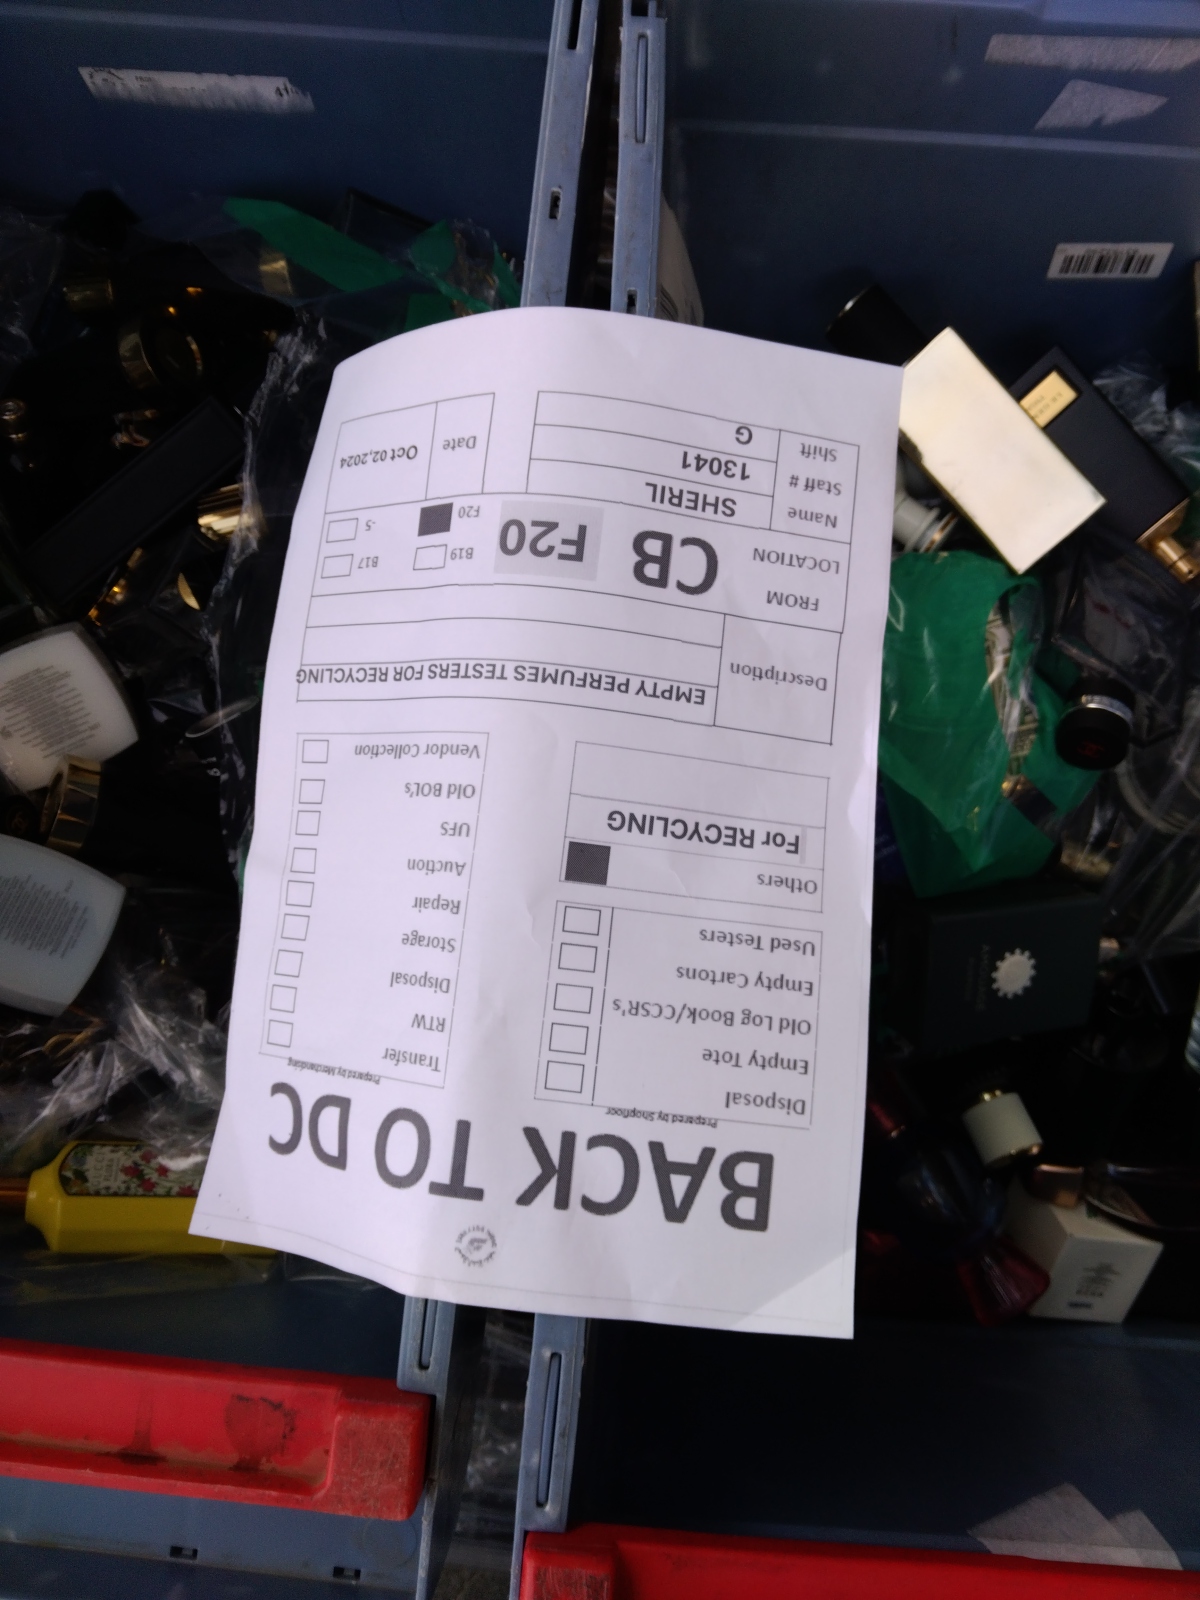 BACK TO DC
Prepared by Shopfloor
Disposal
Empty Tote
Old Log Book/CCSR's
Empty Cartons
Used Testers
Others
For RECYCLING
Prepared by Merchandising
Transfer
RTW
Disposal
Storage
Repair
Auction
UFS
Old BOL's
Vendor Collection
Description
EMPTY PERFUMES TESTERS FOR RECYCLING
FROM
LOCATION
CB F20
B19
B17
F20
Name
SHERIL
Staff #
13041
Shift
G
Date
Oct 02,2024